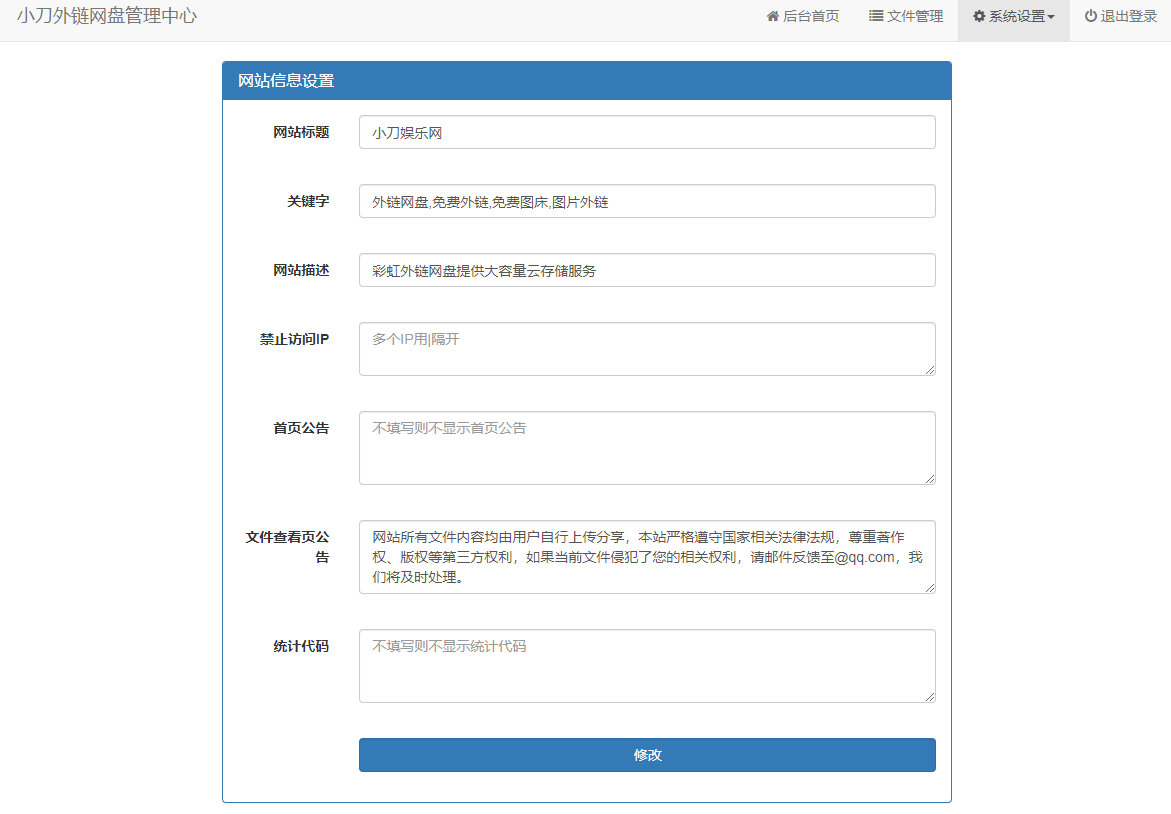 小刀外链网盘管理中心 后台首页 文件管理 系统设置 退出登录
网站信息设置
网站标题 小刀娱乐网
关键字 外链网盘,免费外链,免费图床,图片外链
网站描述 彩虹外链网盘提供大容量云存储服务
禁止访问IP 多个IP用|隔开
首页公告 不填写则不显示首页公告
文件查看页公
告
网站所有文件内容均由用户自行上传分享，本站严格遵守国家相关法律法规，尊重著作
权、版权等第三方权利，如果当前文件侵犯了您的相关权利，请邮件反馈至@qq.com，我
们将及时处理。
统计代码 不填写则不显示统计代码
修改